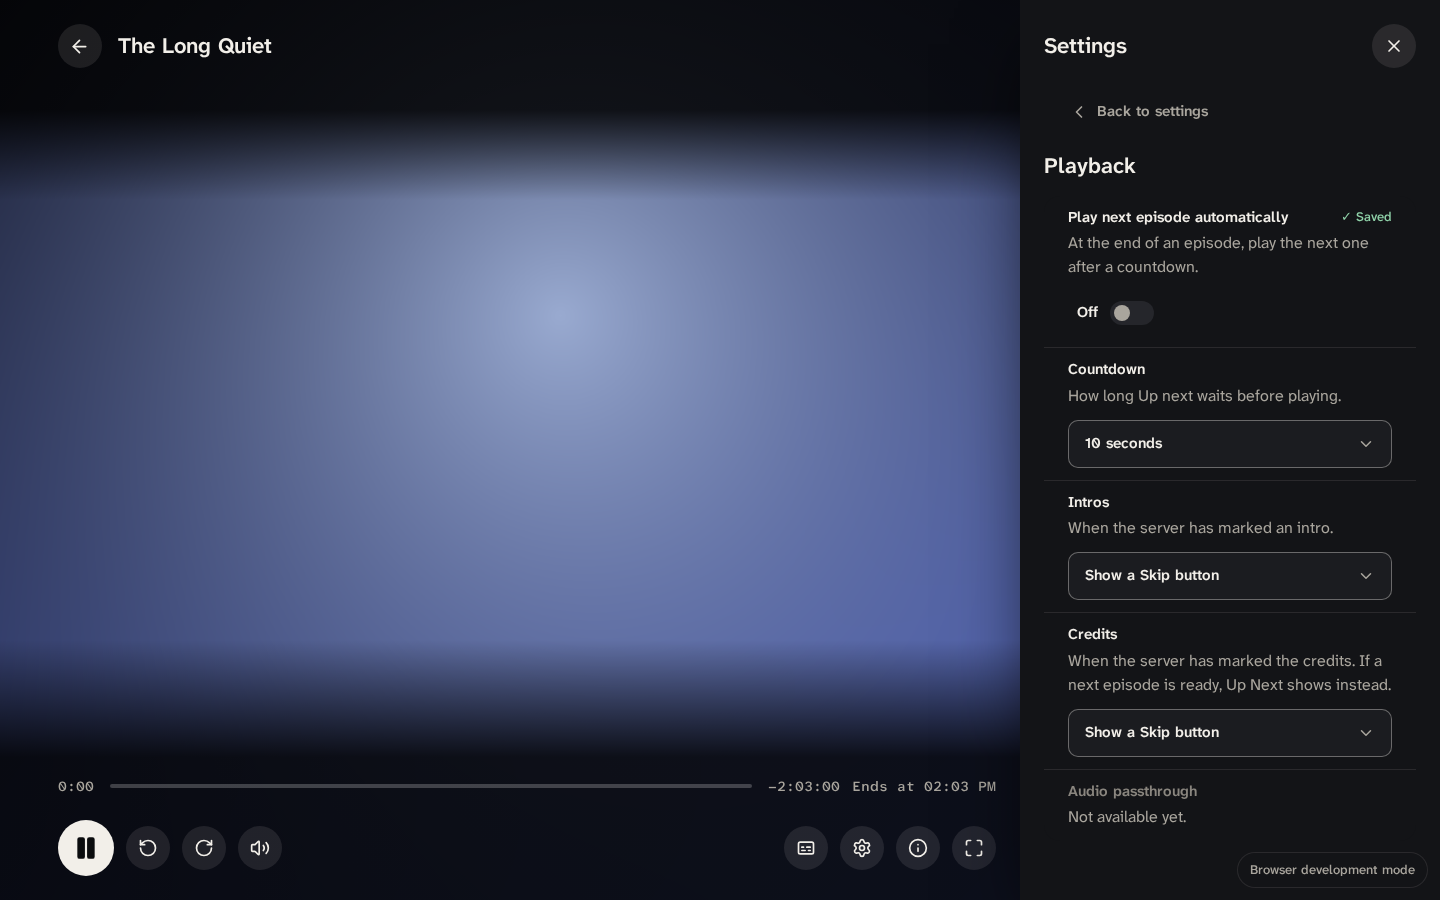 The Long Quiet
Settings
Back to settings
Playback
Play next episode automatically
✓ Saved
At the end of an episode, play the next one
after a countdown.
Off
Countdown
How long Up next waits before playing.
10 seconds
Intros
When the server has marked an intro.
Show a Skip button
Credits
When the server has marked the credits. If a
next episode is ready, Up Next shows instead.
Show a Skip button
Audio passthrough
Not available yet.
0:00
−2:03:00 Ends at 02:03 PM
Browser development mode